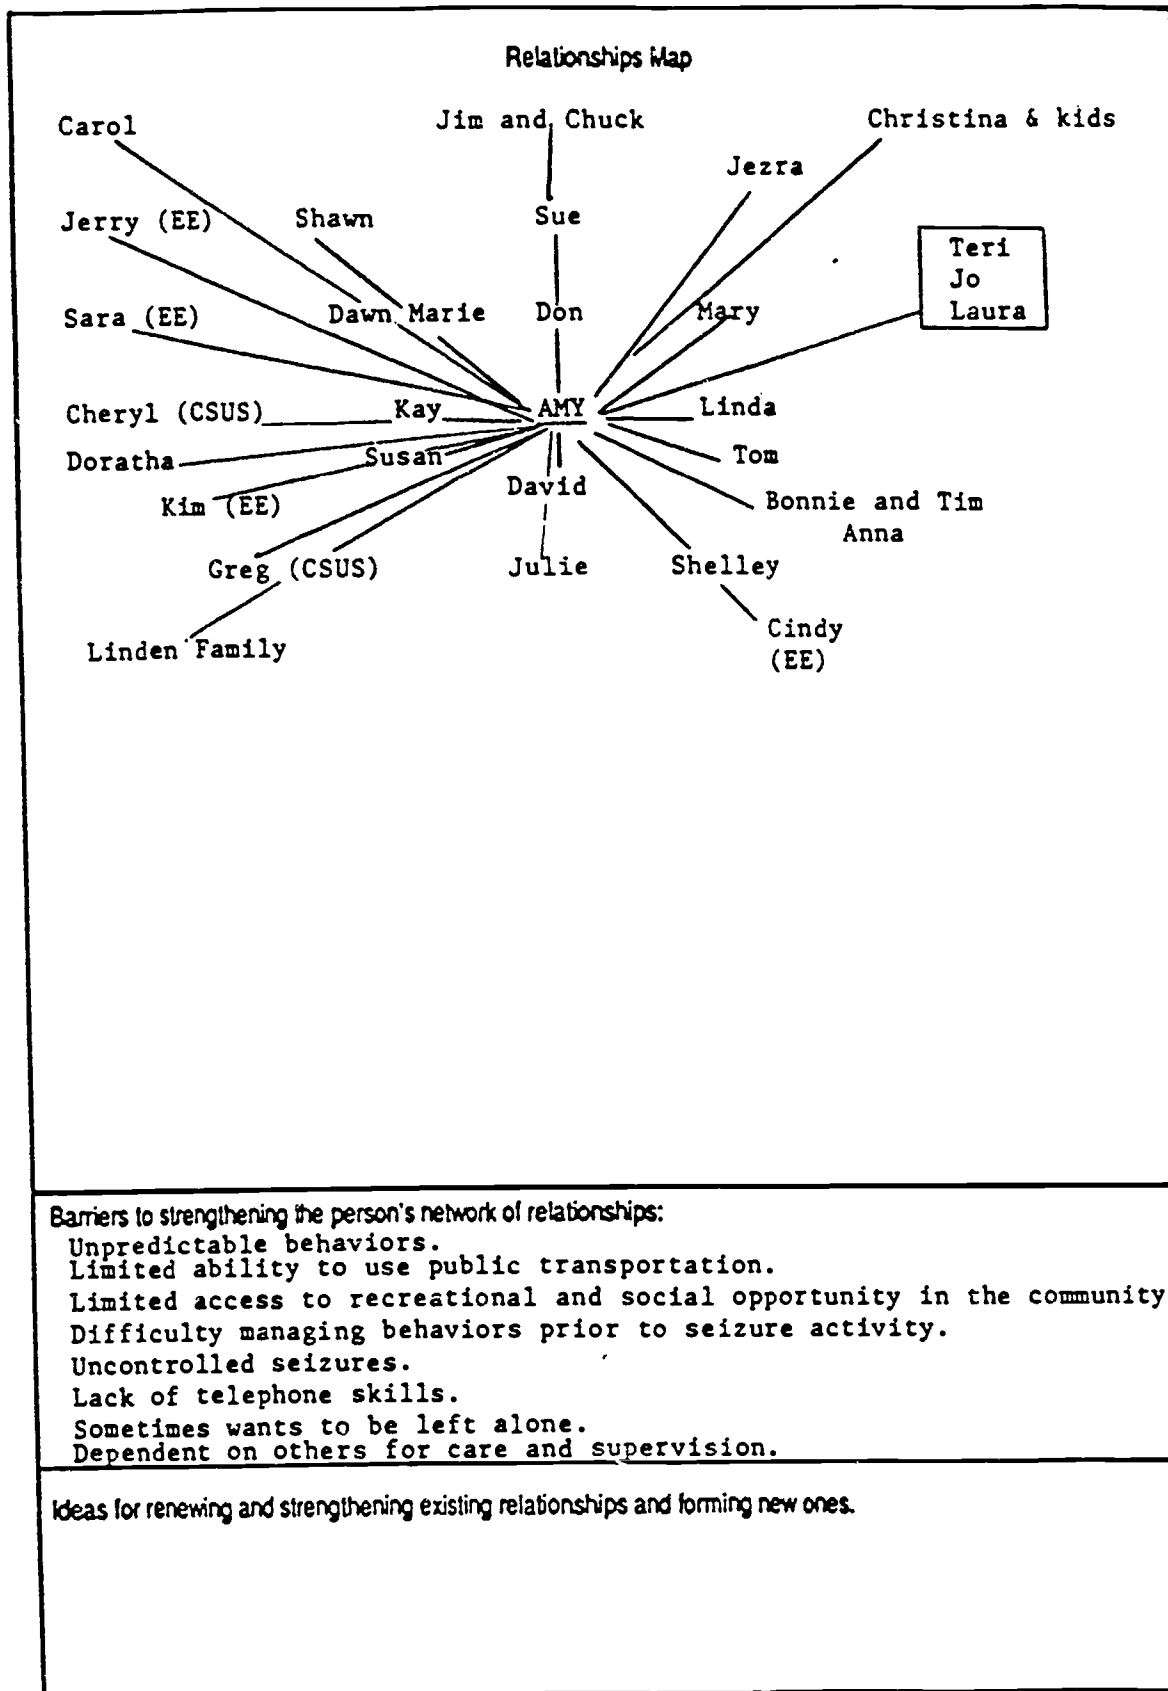 Relationships Map
Carol
Jim and Chuck
Christina & kids
Jezra
Jerry (EE)
Shawn
Sue
Teri
Jo
Laura
Sara (EE)
Dawn Marie
Don
Mary
Cheryl (CSUS)
Kay
AMY
Linda
Doratha
Susan
Tom
Kim (EE)
David
Bonnie and Tim
Anna
Greg (CSUS)
Julie
Shelley
Linden Family
Cindy
(EE)
Barriers to strengthening the person's network of relationships:
Unpredictable behaviors.
Limited ability to use public transportation.
Limited access to recreational and social opportunity in the community
Difficulty managing behaviors prior to seizure activity.
Uncontrolled seizures.
Lack of telephone skills.
Sometimes wants to be left alone.
Dependent on others for care and supervision.
Ideas for renewing and strengthening existing relationships and forming new ones.